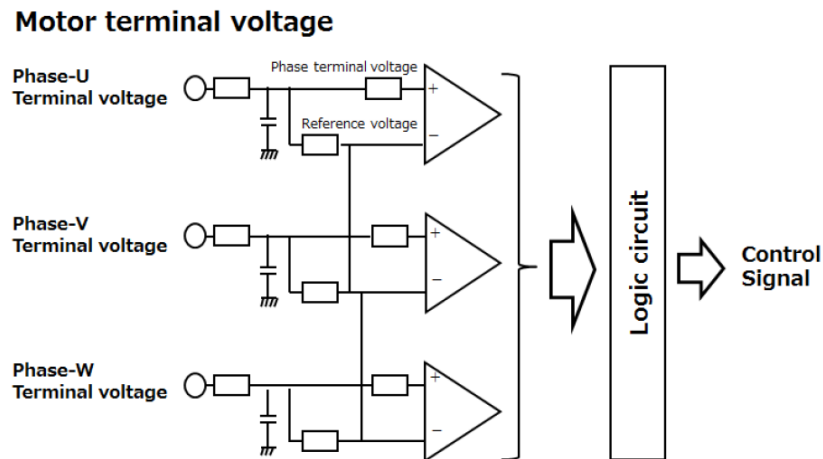 Motor terminal voltage
Phase-U
Terminal voltage
Phase terminal voltage
+
Reference voltage
−
Phase-V
Terminal voltage
+
−
Phase-W
Terminal voltage
+
−
Logic circuit
Control
Signal